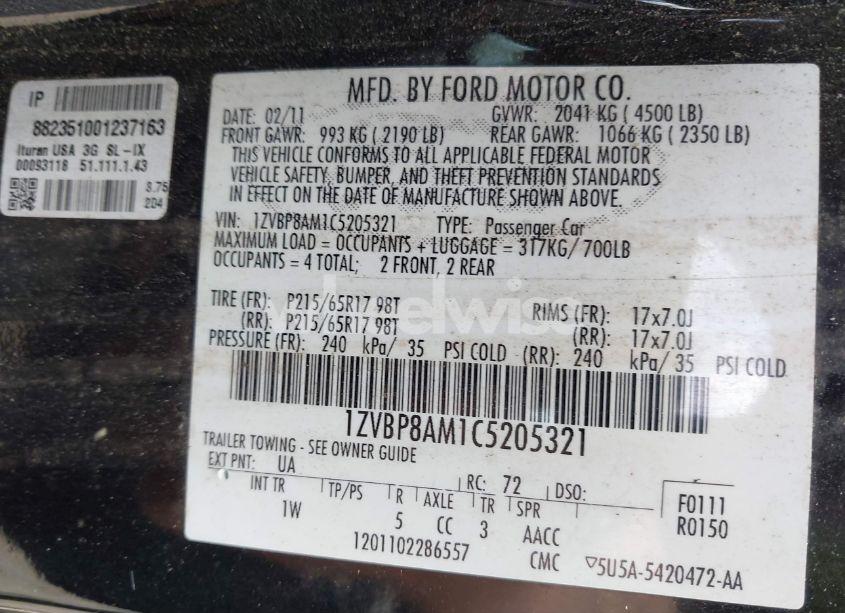 IP
882351001237163
Ituran USA 3G SL-IX
00093118 51.111.1.43
3.75
204
MFD. BY FORD MOTOR CO.
DATE: 02/11 GVWR: 2041 KG ( 4500 LB)
FRONT GAWR: 993 KG ( 2190 LB) REAR GAWR: 1066 KG ( 2350 LB)
THIS VEHICLE CONFORMS TO ALL APPLICABLE FEDERAL MOTOR
VEHICLE SAFETY, BUMPER, AND THEFT PREVENTION STANDARDS
IN EFFECT ON THE DATE OF MANUFACTURE SHOWN ABOVE.
VIN: 1ZVBP8AM1C5205321 TYPE: Passenger Car
MAXIMUM LOAD = OCCUPANTS + LUGGAGE = 317KG/ 700LB
OCCUPANTS = 4 TOTAL; 2 FRONT, 2 REAR
TIRE (FR): P215/65R17 98T RIMS (FR): 17x7.0J
(RR): P215/65R17 98T (RR): 17x7.0J
PRESSURE (FR): 240 kPa/ 35 PSI COLD (RR): 240 kPa/ 35 PSI COLD
1ZVBP8AM1C5205321
TRAILER TOWING - SEE OWNER GUIDE
EXT PNT: UA RC: 72 DSO:
INT TR TP/PS R AXLE TR SPR F0111
1W 5 CC 3 AACC R0150
1201102286557 CMC ▽5U5A-5420472-AA